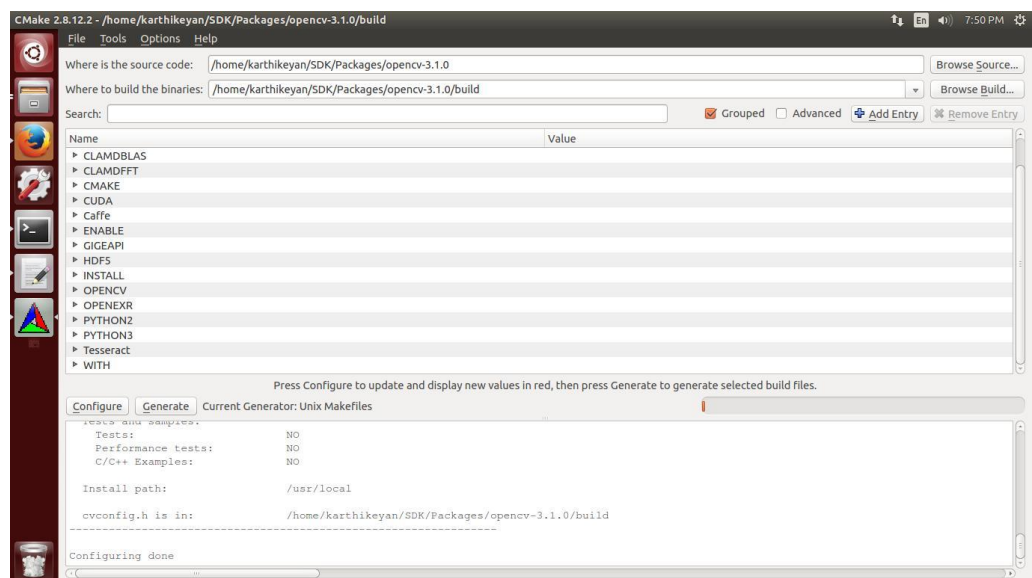 CMake 2.8.12.2 - /home/karthikeyan/SDK/Packages/opencv-3.1.0/build En 7:50 PM
File Tools Options Help
Where is the source code: /home/karthikeyan/SDK/Packages/opencv-3.1.0 Browse Source...
Where to build the binaries: /home/karthikeyan/SDK/Packages/opencv-3.1.0/build Browse Build...
Search: Grouped Advanced Add Entry Remove Entry
Name Value
CLAMDBLAS
CLAMDFFT
CMAKE
CUDA
Caffe
ENABLE
GIGEAPI
HDF5
INSTALL
OPENCV
OPENEXR
PYTHON2
PYTHON3
Tesseract
WITH
Press Configure to update and display new values in red, then press Generate to generate selected build files.
Configure Generate Current Generator: Unix Makefiles
Tests and samples:
Tests: NO
Performance tests: NO
C/C++ Examples: NO
Install path: /usr/local
cvconfig.h is in: /home/karthikeyan/SDK/Packages/opencv-3.1.0/build
-----------------------------------------------------------------
Configuring done